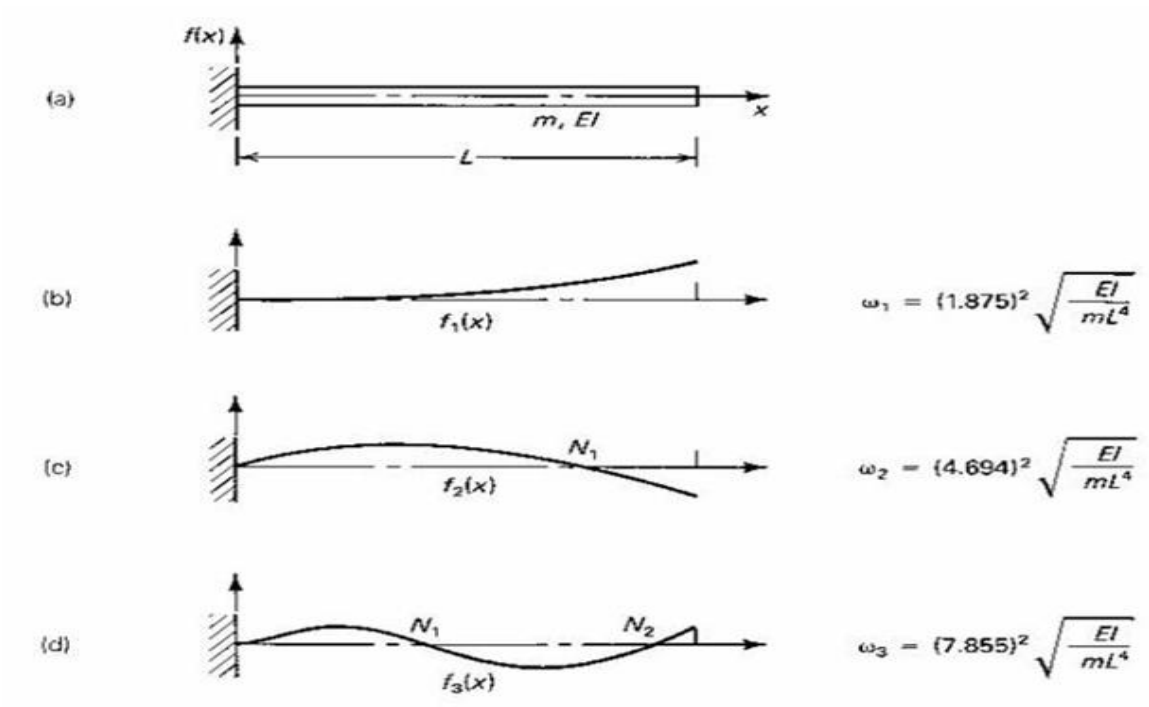 f(x)
(a)
x
m, EI
L
(b)
f₁(x)
ω₁ = (1.875)² √(EI / mL⁴)
(c)
N₁
f₂(x)
ω₂ = (4.694)² √(EI / mL⁴)
(d)
N₁ N₂
f₃(x)
ω₃ = (7.855)² √(EI / mL⁴)